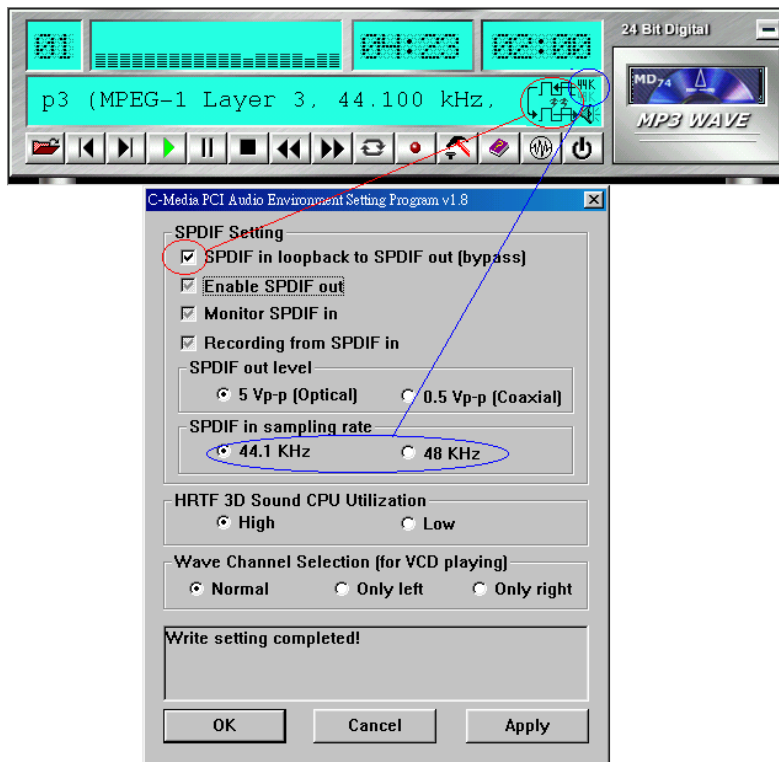 24 Bit Digital
01 04:23 02:00
44K
MD74
p3 (MPEG-1 Layer 3, 44.100 kHz,
MP3 WAVE
C-Media PCI Audio Environment Setting Program v1.8
SPDIF Setting
SPDIF in loopback to SPDIF out (bypass)
Enable SPDIF out
Monitor SPDIF in
Recording from SPDIF in
SPDIF out level
5 Vp-p (Optical) 0.5 Vp-p (Coaxial)
SPDIF in sampling rate
44.1 KHz 48 KHz
HRTF 3D Sound CPU Utilization
High Low
Wave Channel Selection (for VCD playing)
Normal Only left Only right
Write setting completed!
OK Cancel Apply